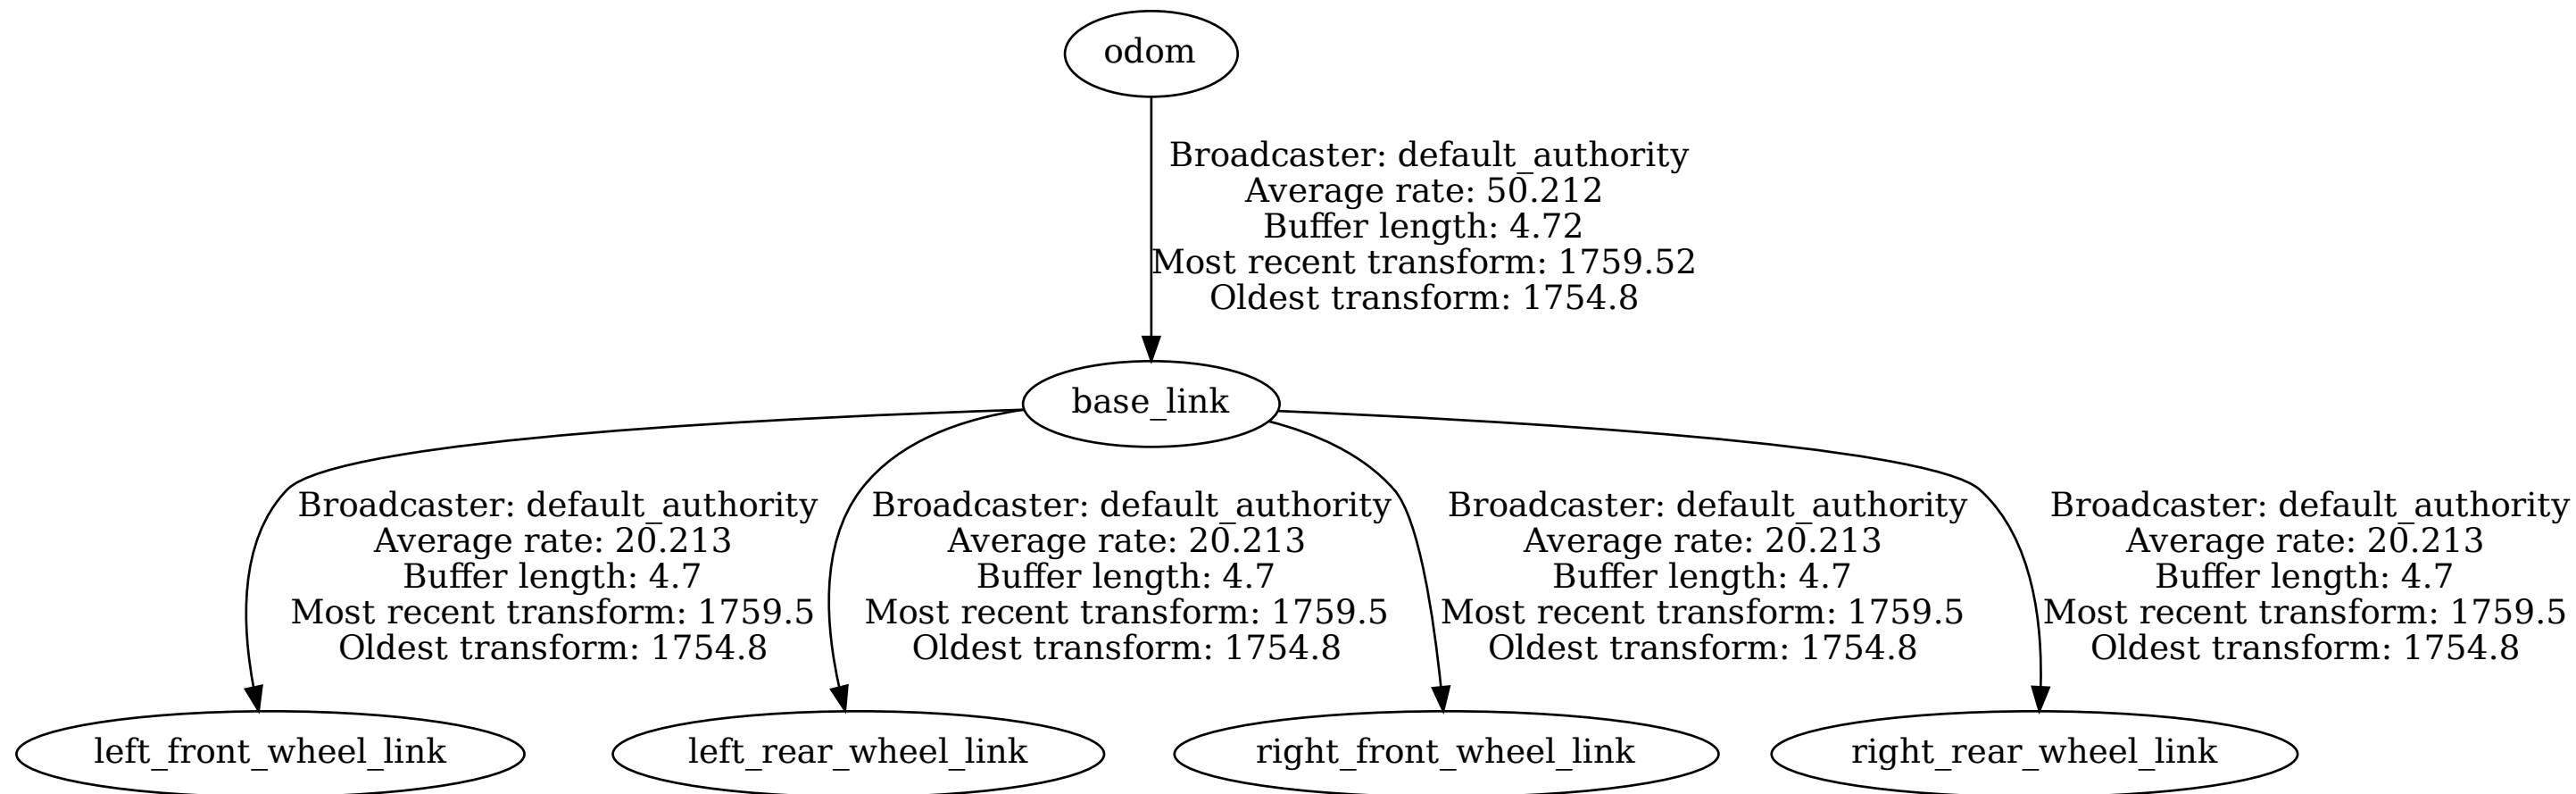 odom
Broadcaster: default_authority
Average rate: 50.212
Buffer length: 4.72
Most recent transform: 1759.52
Oldest transform: 1754.8
base_link
Broadcaster: default_authority
Average rate: 20.213
Buffer length: 4.7
Most recent transform: 1759.5
Oldest transform: 1754.8
Broadcaster: default_authority
Average rate: 20.213
Buffer length: 4.7
Most recent transform: 1759.5
Oldest transform: 1754.8
Broadcaster: default_authority
Average rate: 20.213
Buffer length: 4.7
Most recent transform: 1759.5
Oldest transform: 1754.8
Broadcaster: default_authority
Average rate: 20.213
Buffer length: 4.7
Most recent transform: 1759.5
Oldest transform: 1754.8
left_front_wheel_link
left_rear_wheel_link
right_front_wheel_link
right_rear_wheel_link